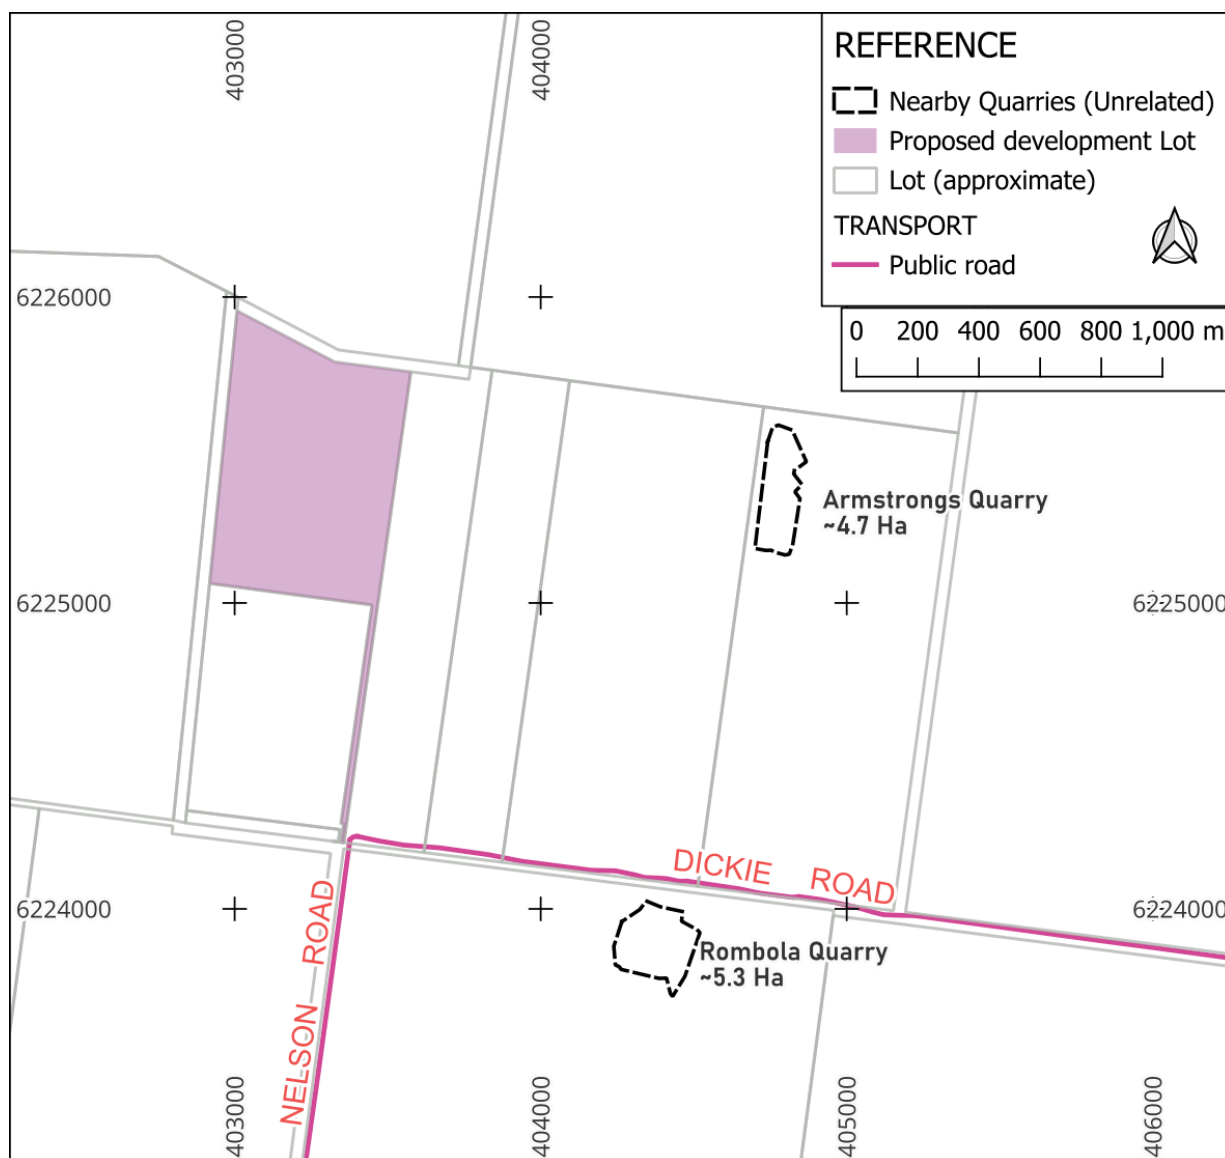 403000
404000
REFERENCE
Nearby Quarries (Unrelated)
Proposed development Lot
Lot (approximate)
TRANSPORT
Public road
6226000
0 200 400 600 800 1,000 m
Armstrongs Quarry
~4.7 Ha
6225000
6225000
DICKIE ROAD
6224000
6224000
NELSON ROAD
Rombola Quarry
~5.3 Ha
403000
404000
405000
406000